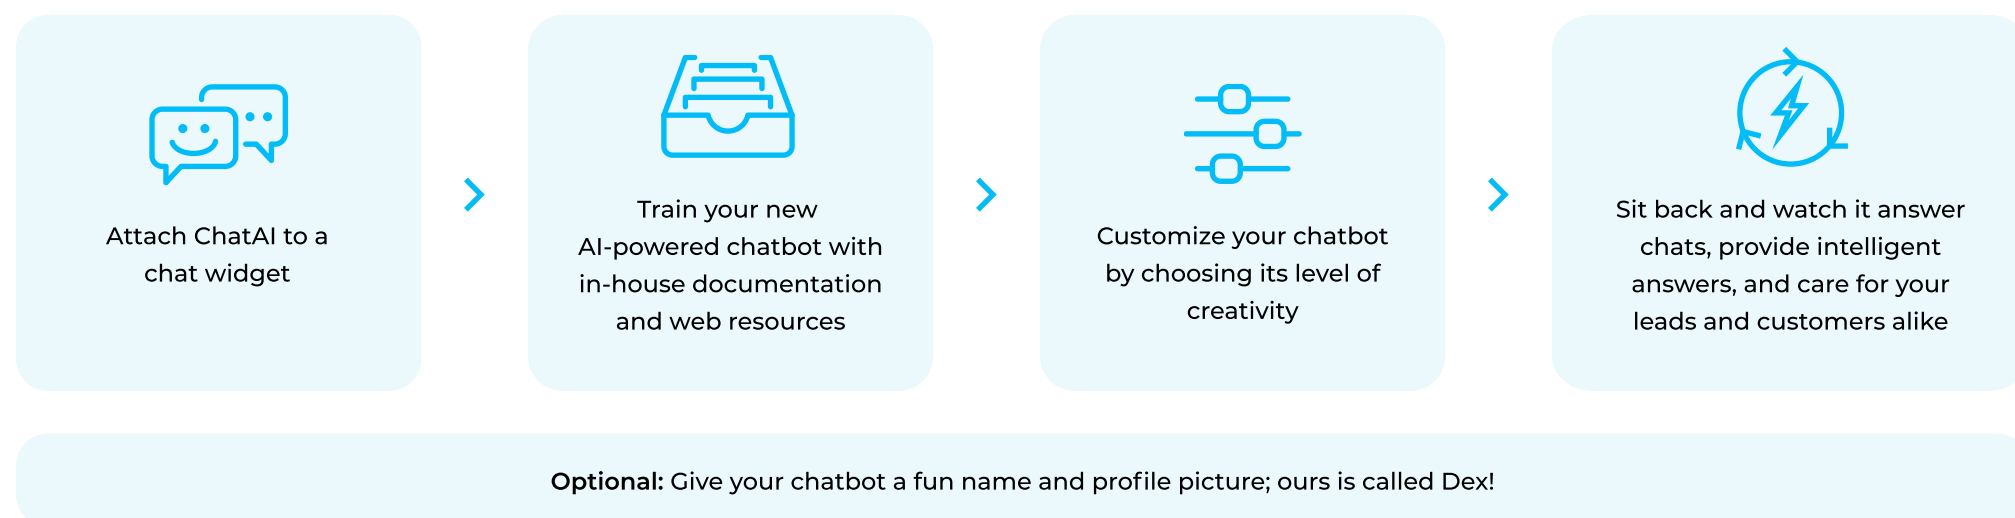 Attach ChatAI to a
chat widget
Train your new
AI-powered chatbot with
in-house documentation
and web resources
Customize your chatbot
by choosing its level of
creativity
Sit back and watch it answer
chats, provide intelligent
answers, and care for your
leads and customers alike
Optional: Give your chatbot a fun name and profile picture; ours is called Dex!